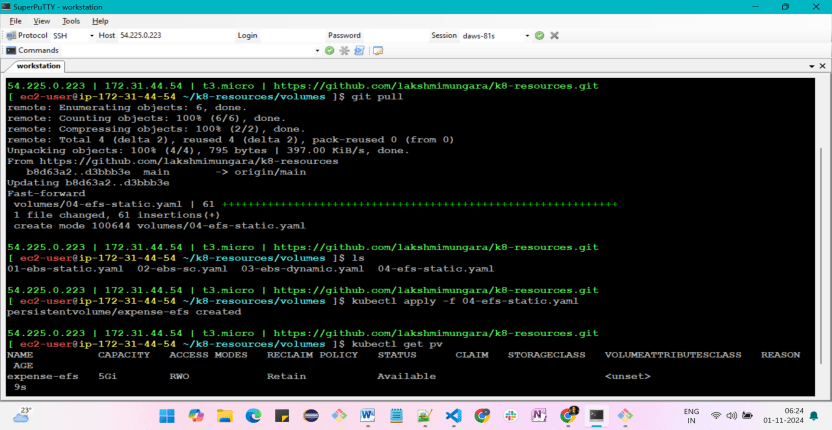 SuperPuTTY - workstation
File View Tools Help
Protocol SSH Host 54.225.0.223 Login Password Session daws-81s
Commands
workstation
54.225.0.223 | 172.31.44.54 | t3.micro | https://github.com/lakshmimungara/k8-resources.git
[ ec2-user@ip-172-31-44-54 ~/k8-resources/volumes ]$ git pull
remote: Enumerating objects: 6, done.
remote: Counting objects: 100% (6/6), done.
remote: Compressing objects: 100% (2/2), done.
remote: Total 4 (delta 2), reused 4 (delta 2), pack-reused 0 (from 0)
Unpacking objects: 100% (4/4), 795 bytes | 397.00 KiB/s, done.
From https://github.com/lakshmimungara/k8-resources
b8d63a2..d3bbb3e main -> origin/main
Updating b8d63a2..d3bbb3e
Fast-forward
volumes/04-efs-static.yaml | 61 +++++++++++++++++++++++++++++++++++++++++++++++++++++++++++++
1 file changed, 61 insertions(+)
create mode 100644 volumes/04-efs-static.yaml
54.225.0.223 | 172.31.44.54 | t3.micro | https://github.com/lakshmimungara/k8-resources.git
[ ec2-user@ip-172-31-44-54 ~/k8-resources/volumes ]$ ls
01-ebs-static.yaml 02-ebs-sc.yaml 03-ebs-dynamic.yaml 04-efs-static.yaml
54.225.0.223 | 172.31.44.54 | t3.micro | https://github.com/lakshmimungara/k8-resources.git
[ ec2-user@ip-172-31-44-54 ~/k8-resources/volumes ]$ kubectl apply -f 04-efs-static.yaml
persistentvolume/expense-efs created
54.225.0.223 | 172.31.44.54 | t3.micro | https://github.com/lakshmimungara/k8-resources.git
[ ec2-user@ip-172-31-44-54 ~/k8-resources/volumes ]$ kubectl get pv
NAME CAPACITY ACCESS MODES RECLAIM POLICY STATUS CLAIM STORAGECLASS VOLUMEATTRIBUTESCLASS REASON
AGE
expense-efs 5Gi RWO Retain Available <unset>
9s
23°
ENG
IN
06:24
01-11-2024